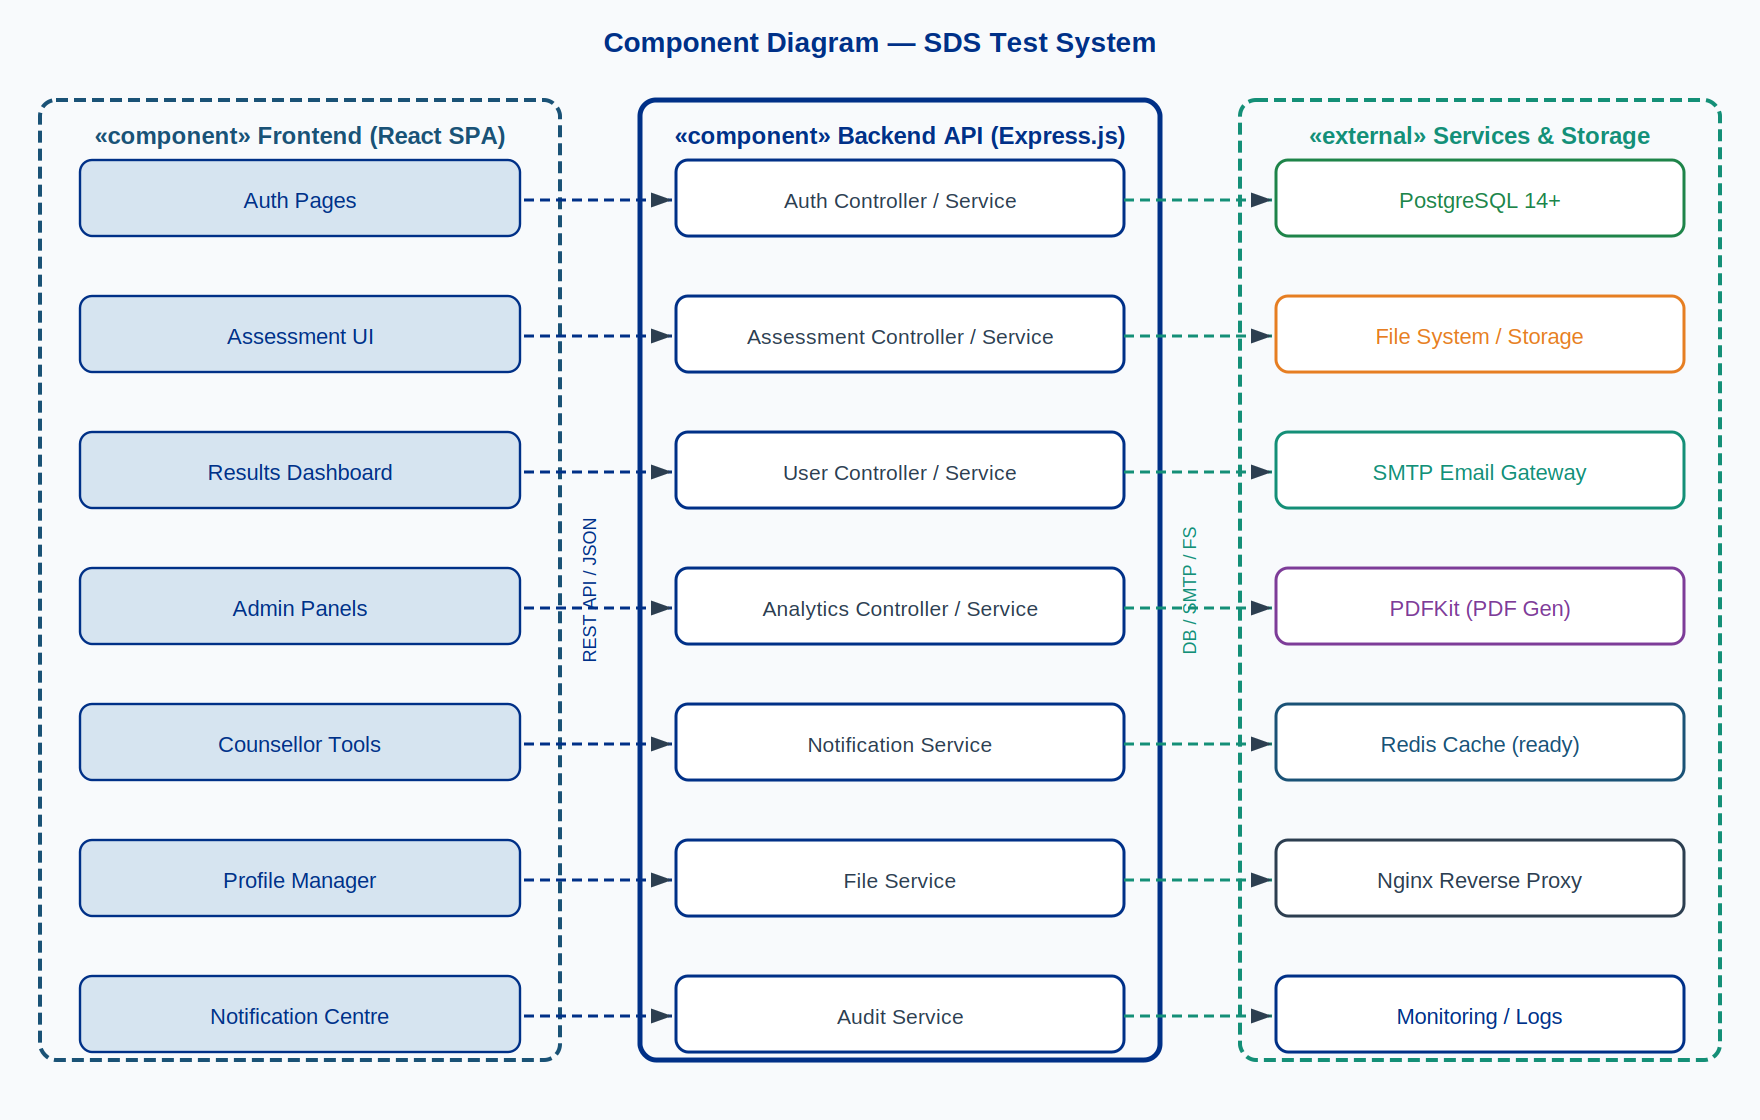 Component Diagram — SDS Test System
«component» Frontend (React SPA)
Auth Pages
Assessment UI
Results Dashboard
Admin Panels
Counsellor Tools
Profile Manager
Notification Centre
REST API / JSON
«component» Backend API (Express.js)
Auth Controller / Service
Assessment Controller / Service
User Controller / Service
Analytics Controller / Service
Notification Service
File Service
Audit Service
DB / SMTP / FS
«external» Services & Storage
PostgreSQL 14+
File System / Storage
SMTP Email Gateway
PDFKit (PDF Gen)
Redis Cache (ready)
Nginx Reverse Proxy
Monitoring / Logs